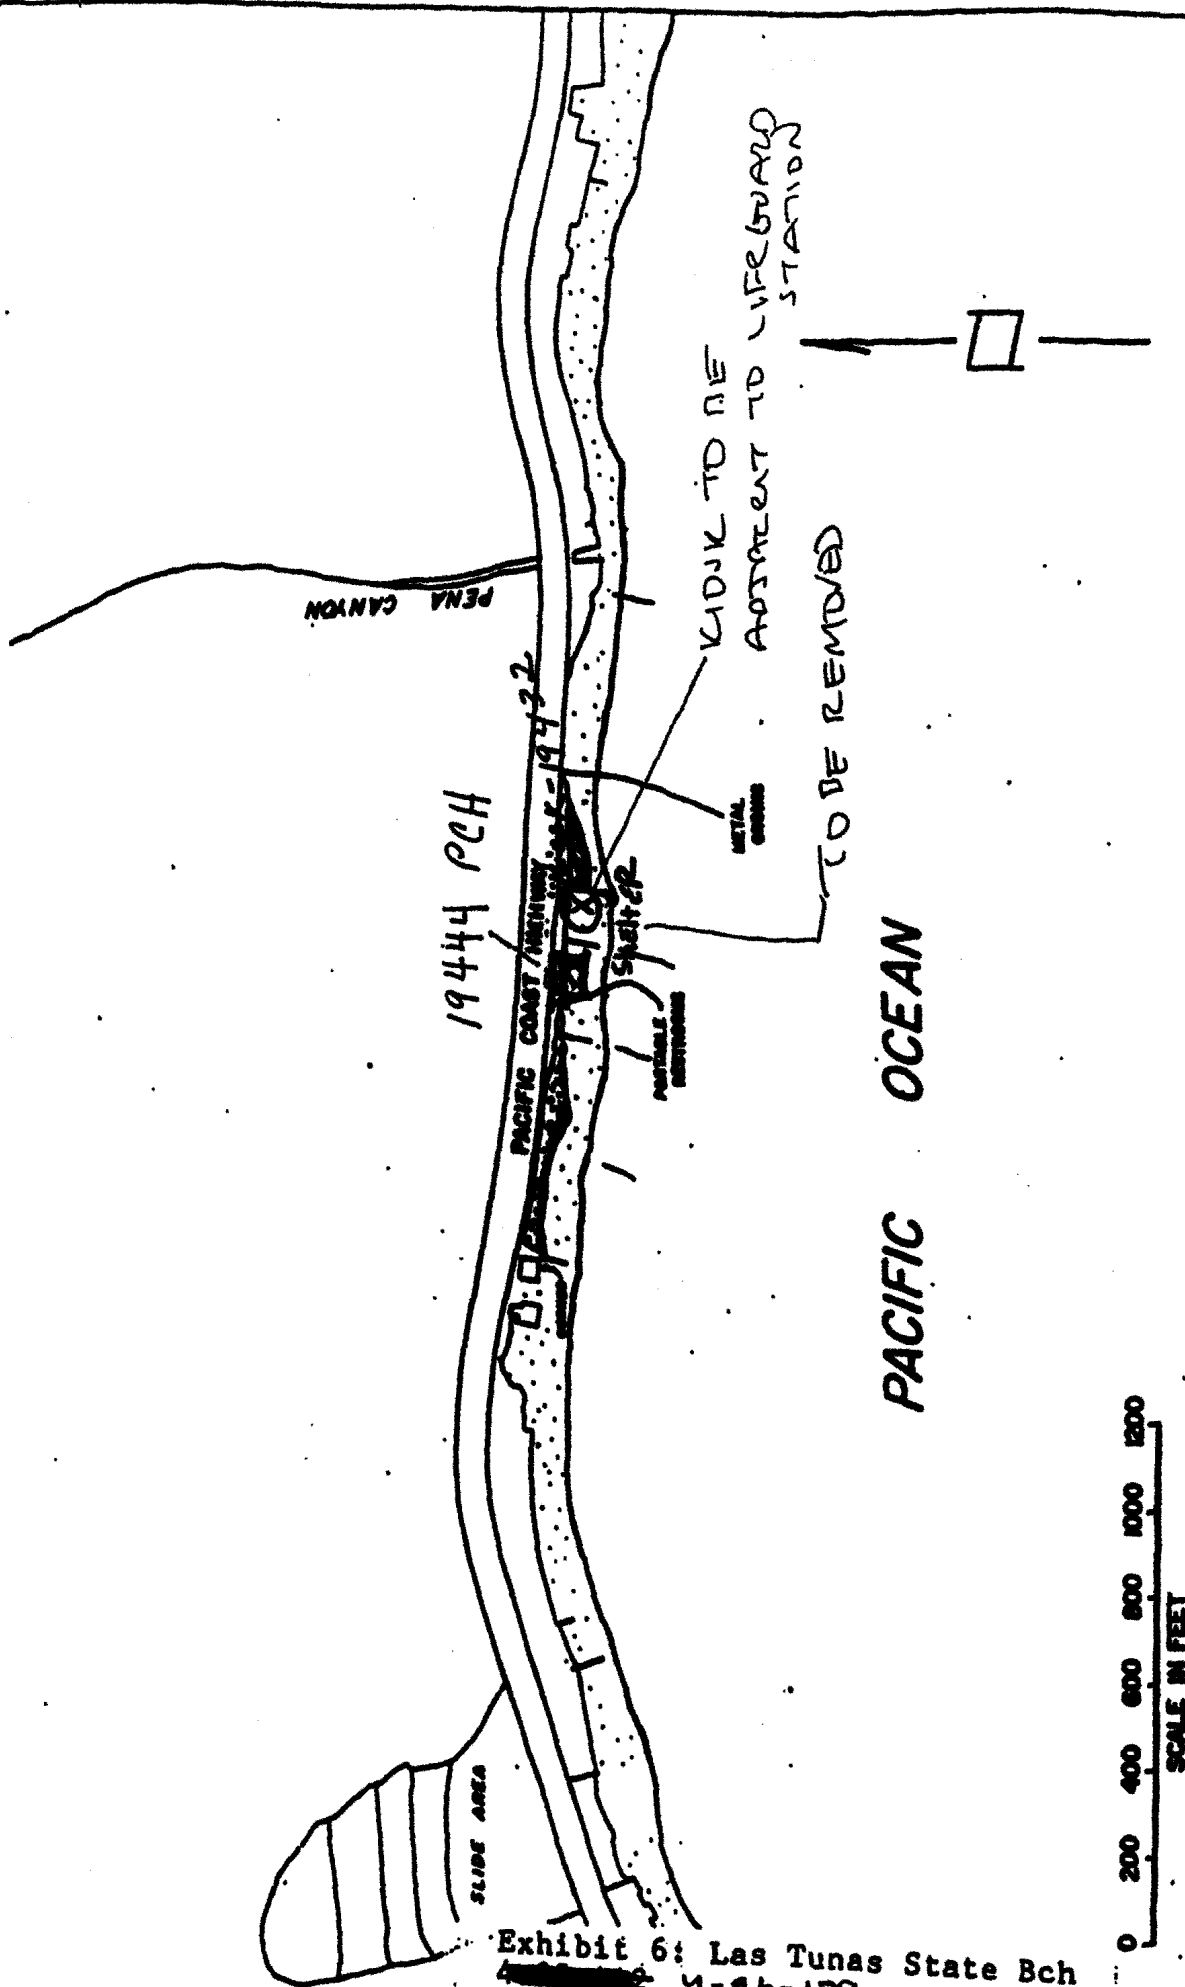 19444 PCH
PENA CANYON
PACIFIC COAST HIGHWAY
19432
SLIDE AREA
SHELTER
METAL
PORTABLE
RESTROOMS
KIOSK TO BE
ADJACENT TO LIFEGUARD
STATION
TO BE REMOVED
PACIFIC OCEAN
N
0 200 400 600 800 1000 1200
SCALE IN FEET
Exhibit 6: Las Tunas State Bch